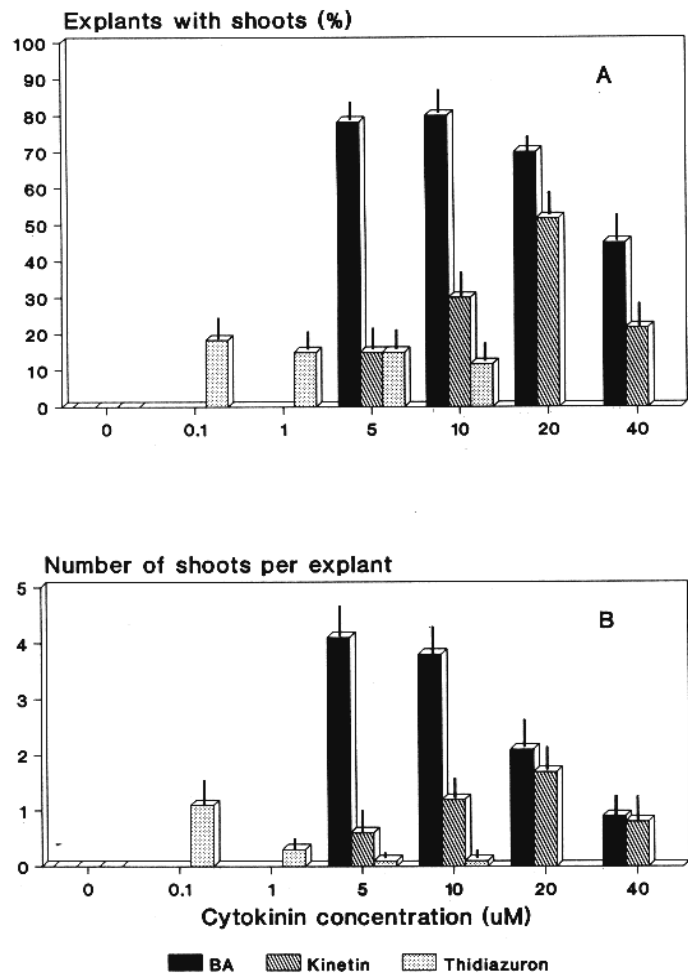 Explants with shoots (%)
100
90
80
70
60
50
40
30
20
10
0
A
0 0.1 1 5 10 20 40
Number of shoots per explant
5
4
3
2
1
0
B
0 0.1 1 5 10 20 40
Cytokinin concentration (uM)
BA Kinetin Thidiazuron